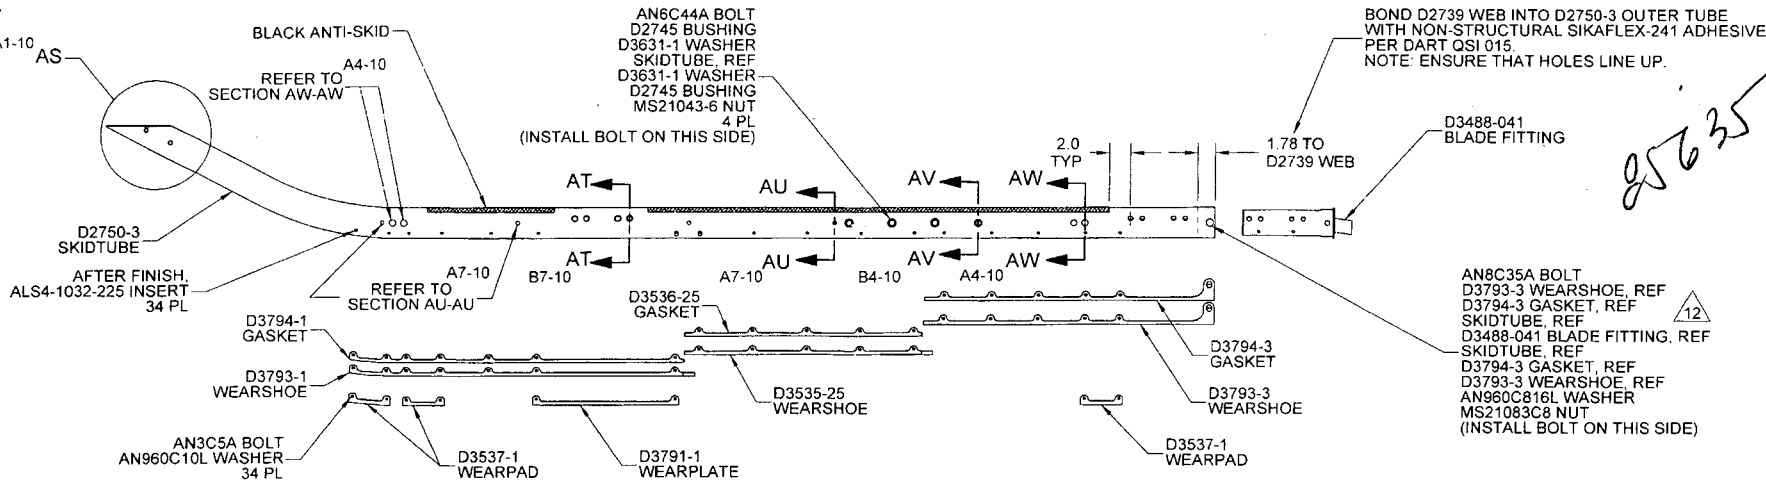 A1-10
AS
BLACK ANTI-SKID
A4-10
REFER TO
SECTION AW-AW
AN6C44A BOLT
D2745 BUSHING
D3631-1 WASHER
SKIDTUBE, REF
D3631-1 WASHER
D2745 BUSHING
MS21043-6 NUT
4 PL
(INSTALL BOLT ON THIS SIDE)
BOND D2739 WEB INTO D2750-3 OUTER TUBE
WITH NON-STRUCTURAL SIKAFLEX-241 ADHESIVE
PER DART QSI 015.
NOTE: ENSURE THAT HOLES LINE UP.
D3488-041
BLADE FITTING
85635
2.0
TYP
1.78 TO
D2739 WEB
AT
AU
AV
AW
D2750-3
SKIDTUBE
AFTER FINISH,
ALS4-1032-225 INSERT
34 PL
REFER TO
SECTION AU-AU
A7-10
B7-10
AT
A7-10
AU
B4-10
AV
A4-10
AW
D3794-1
GASKET
D3793-1
WEARSHOE
AN3C5A BOLT
AN960C10L WASHER
34 PL
D3537-1
WEARPAD
D3791-1
WEARPLATE
D3536-25
GASKET
D3535-25
WEARSHOE
D3794-3
GASKET
D3793-3
WEARSHOE
D3537-1
WEARPAD
AN8C35A BOLT
D3793-3 WEARSHOE, REF
D3794-3 GASKET, REF
SKIDTUBE, REF
12
D3488-041 BLADE FITTING, REF
SKIDTUBE, REF
D3794-3 GASKET, REF
D3793-3 WEARSHOE, REF
AN960C816L WASHER
MS21083C8 NUT
(INSTALL BOLT ON THIS SIDE)